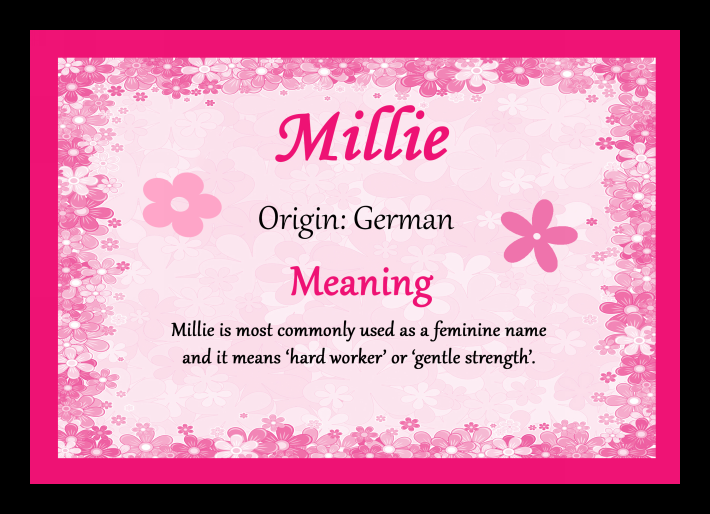 Millie
Origin: German
Meaning
Millie is most commonly used as a feminine name
and it means ‘hard worker’ or ‘gentle strength’.